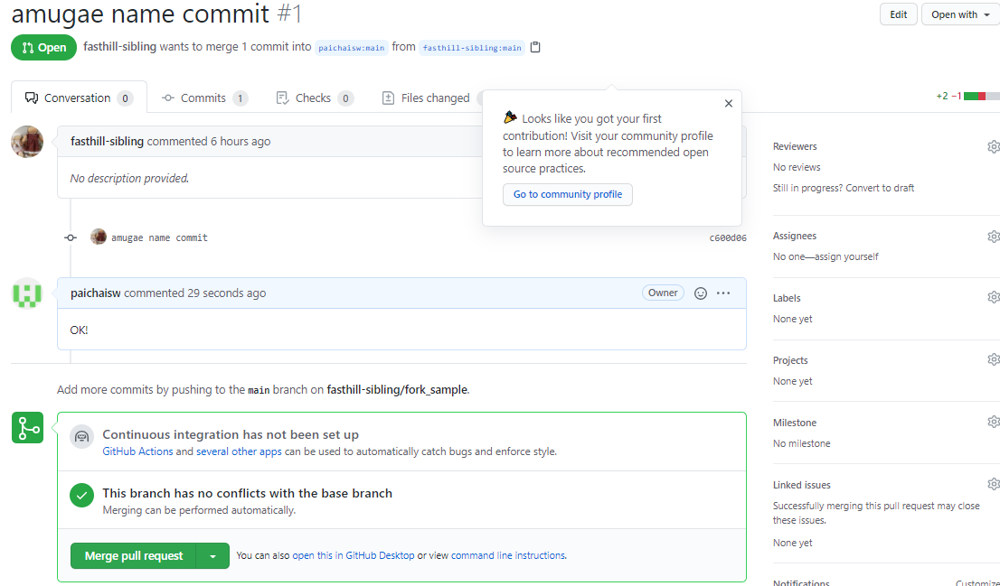 amugae name commit #1
Edit
Open with
Open
fasthill-sibling wants to merge 1 commit into paichaisw:main from fasthill-sibling:main
Conversation 0
Commits 1
Checks 0
Files changed
+2 −1
🎉 Looks like you got your first
contribution! Visit your community profile
to learn more about recommended open
source practices.
Go to community profile
fasthill-sibling commented 6 hours ago
No description provided.
amugae name commit
c600d06
paichaisw commented 29 seconds ago
Owner
OK!
Add more commits by pushing to the main branch on fasthill-sibling/fork_sample.
Continuous integration has not been set up
GitHub Actions and several other apps can be used to automatically catch bugs and enforce style.
This branch has no conflicts with the base branch
Merging can be performed automatically.
Merge pull request
You can also open this in GitHub Desktop or view command line instructions.
Reviewers
No reviews
Still in progress? Convert to draft
Assignees
No one—assign yourself
Labels
None yet
Projects
None yet
Milestone
No milestone
Linked issues
Successfully merging this pull request may close
these issues.
None yet
Notifications
Customize